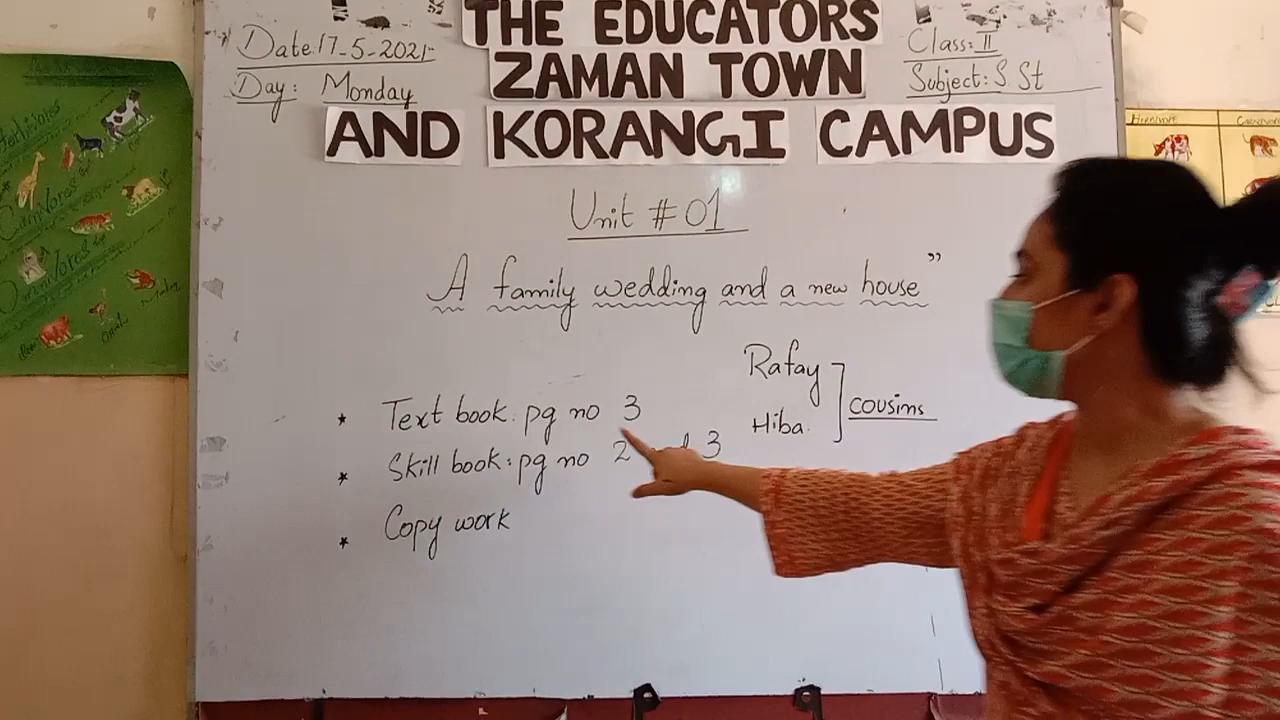 THE EDUCATORS
ZAMAN TOWN
AND KORANGI CAMPUS
Date: 17-5-2021
Day: Monday
Class: II
Subject: S.St
Unit # 01
A family wedding and a new house”
Rafay
Hiba.
cousins
* Text book. pg no 3
* Skill book: pg no 2 3
* Copy work
Carnivores